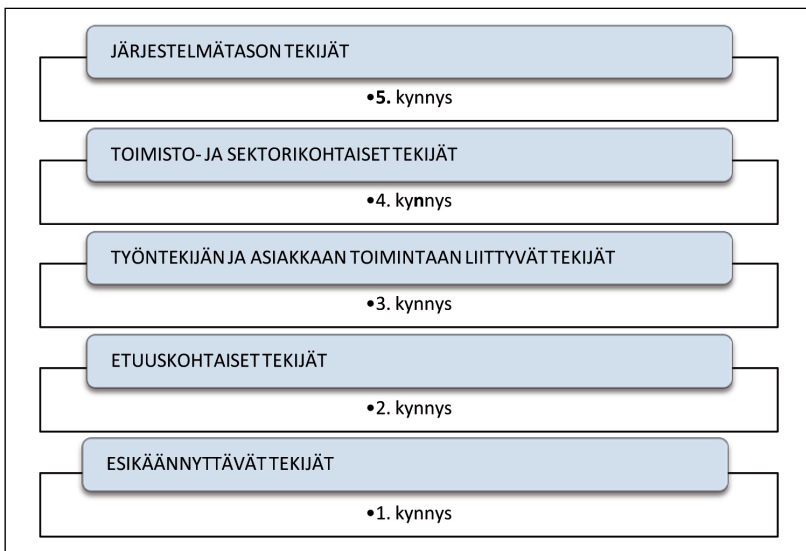 JÄRJESTELMÄTASON TEKIJÄT
•5. kynnys
TOIMISTO- JA SEKTORIKOHTAISET TEKIJÄT
•4. kynnys
TYÖNTEKIJÄN JA ASIAKKAAN TOIMINTAAN LIITTYVÄT TEKIJÄT
•3. kynnys
ETUUSKOHTAISET TEKIJÄT
•2. kynnys
ESIKÄÄNNYTTÄVÄT TEKIJÄT
•1. kynnys